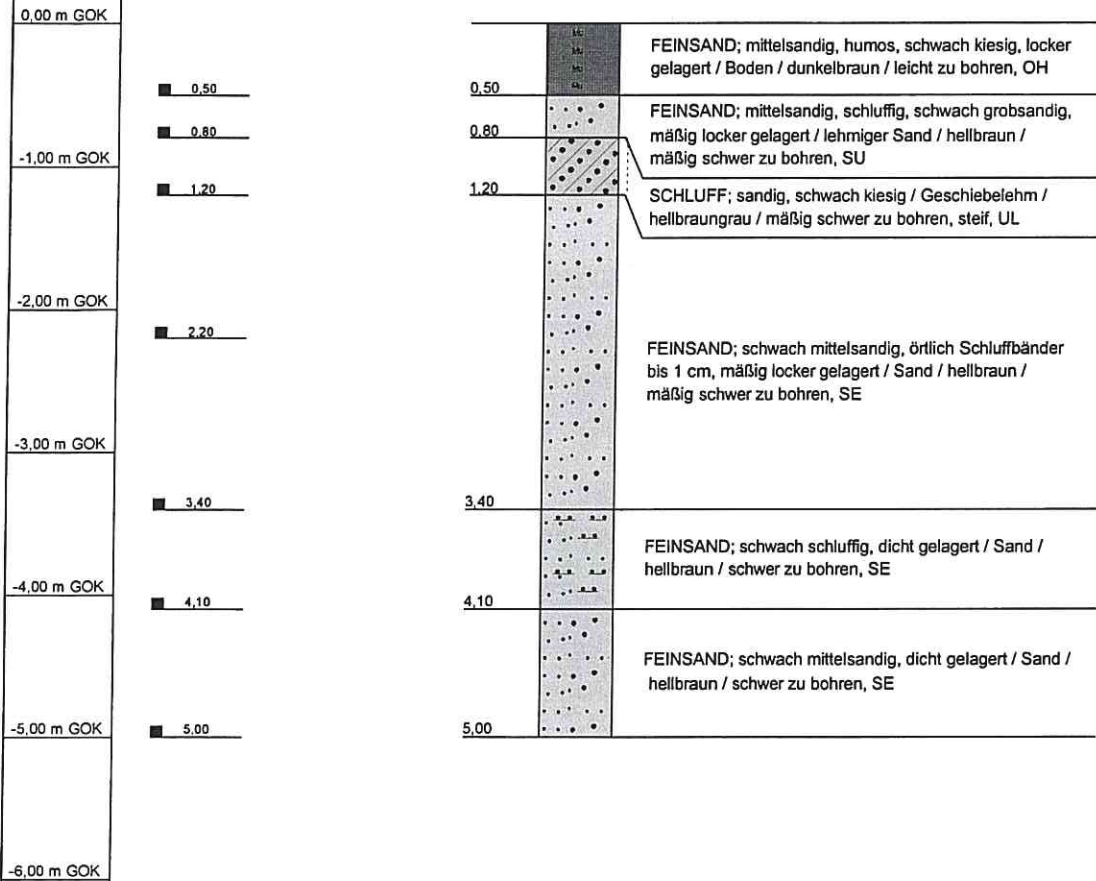 0,00 m GOK
FEINSAND; mittelsandig, humos, schwach kiesig, locker
gelagert / Boden / dunkelbraun / leicht zu bohren, OH
Mu
Mu
Mu
Mu
0,50
0,50
FEINSAND; mittelsandig, schluffig, schwach grobsandig,
mäßig locker gelagert / lehmiger Sand / hellbraun /
mäßig schwer zu bohren, SU
0.80
0,80
-1,00 m GOK
1.20
1,20
SCHLUFF; sandig, schwach kiesig / Geschiebelehm /
hellbraungrau / mäßig schwer zu bohren, steif, UL
-2,00 m GOK
2,20
FEINSAND; schwach mittelsandig, örtlich Schluffbänder
bis 1 cm, mäßig locker gelagert / Sand / hellbraun /
mäßig schwer zu bohren, SE
-3,00 m GOK
3,40
3,40
FEINSAND; schwach schluffig, dicht gelagert / Sand /
hellbraun / schwer zu bohren, SE
-4,00 m GOK
4,10
4,10
FEINSAND; schwach mittelsandig, dicht gelagert / Sand /
hellbraun / schwer zu bohren, SE
-5,00 m GOK
5,00
5,00
-6,00 m GOK